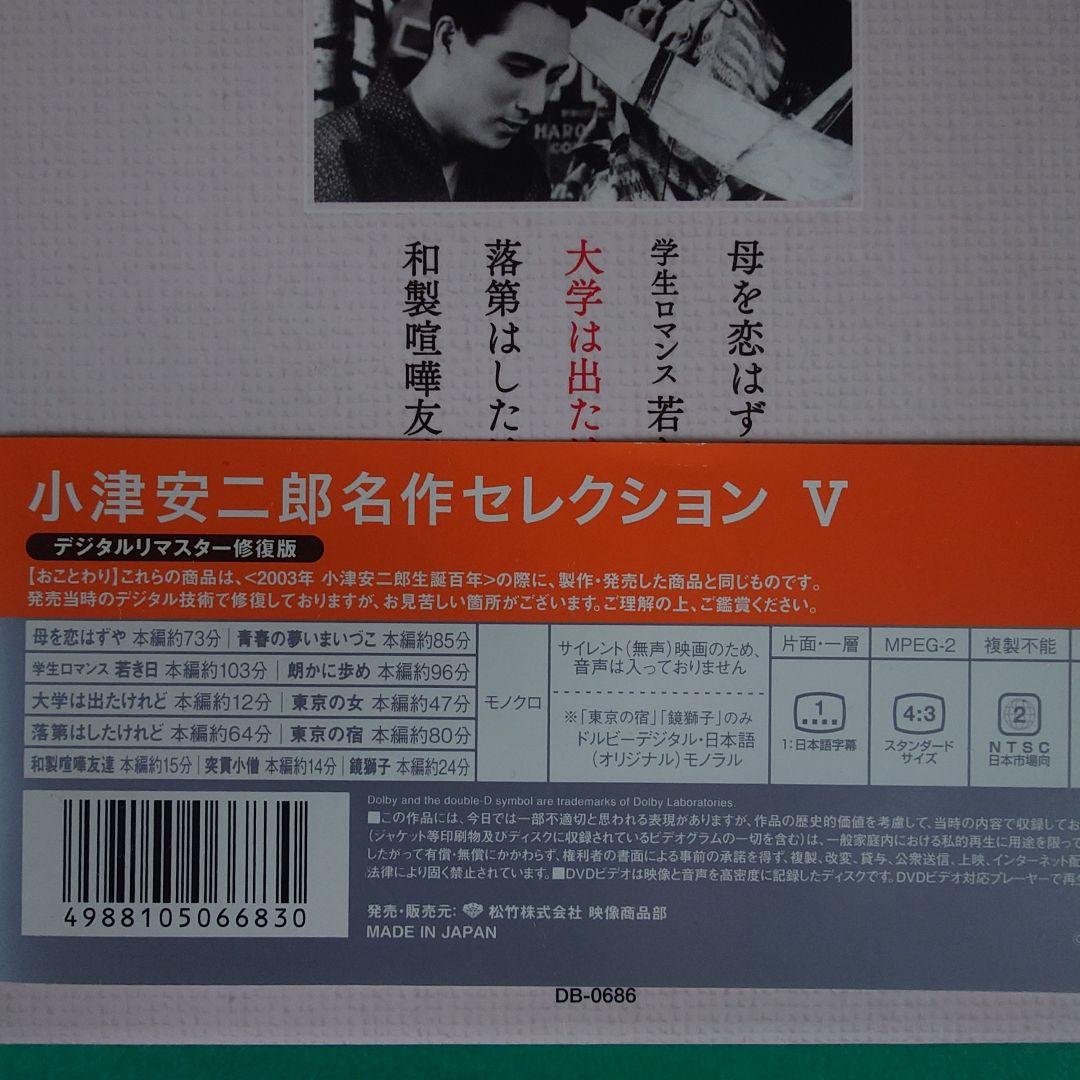 HARO
CO
母を恋はず
学生ロマンス 若
大学は出た
落第はした
和製喧嘩友
小津安二郎名作セレクション V
デジタルリマスター修復版
【おことわり】これらの商品は、<2003年 小津安二郎生誕百年>の際に、製作・発売した商品と同じものです。
発売当時のデジタル技術で修復しておりますが、お見苦しい箇所がございます。ご理解の上、ご鑑賞ください。
母を恋はずや 本編約73分 | 青春の夢いまいづこ 本編約85分
学生ロマンス 若き日 本編約103分 | 朗かに歩め 本編約96分
大学は出たけれど 本編約12分 | 東京の女 本編約47分
落第はしたけれど 本編約64分 | 東京の宿 本編約80分
和製喧嘩友達 本編約15分 | 突貫小僧 本編約14分 | 鏡獅子 本編約24分
モノクロ
サイレント(無声)映画のため、
音声は入っておりません
※「東京の宿」「鏡獅子」のみ
ドルビーデジタル・日本語
(オリジナル)モノラル
片面・一層
1
1:日本語字幕
MPEG-2
4:3
スタンダード
サイズ
複製不能
2
NTSC
日本市場向
4988105066830
Dolby and the double-D symbol are trademarks of Dolby Laboratories.
■この作品には、今日では一部不適切と思われる表現がありますが、作品の歴史的価値を考慮して、当時の内容で収録してお
(ジャケット等印刷物及びディスクに収録されているビデオグラムの一切を含む)は、一般家庭内における私的再生に用途を限って
したがって有償・無償にかかわらず、権利者の書面による事前の承諾を得ず、複製、改変、貸与、公衆送信、上映、インターネット配
法律により固く禁止されています。■DVDビデオは映像と音声を高密度に記録したディスクです。DVDビデオ対応プレーヤーで再生
発売・販売元: 松竹株式会社 映像商品部
MADE IN JAPAN
DB-0686